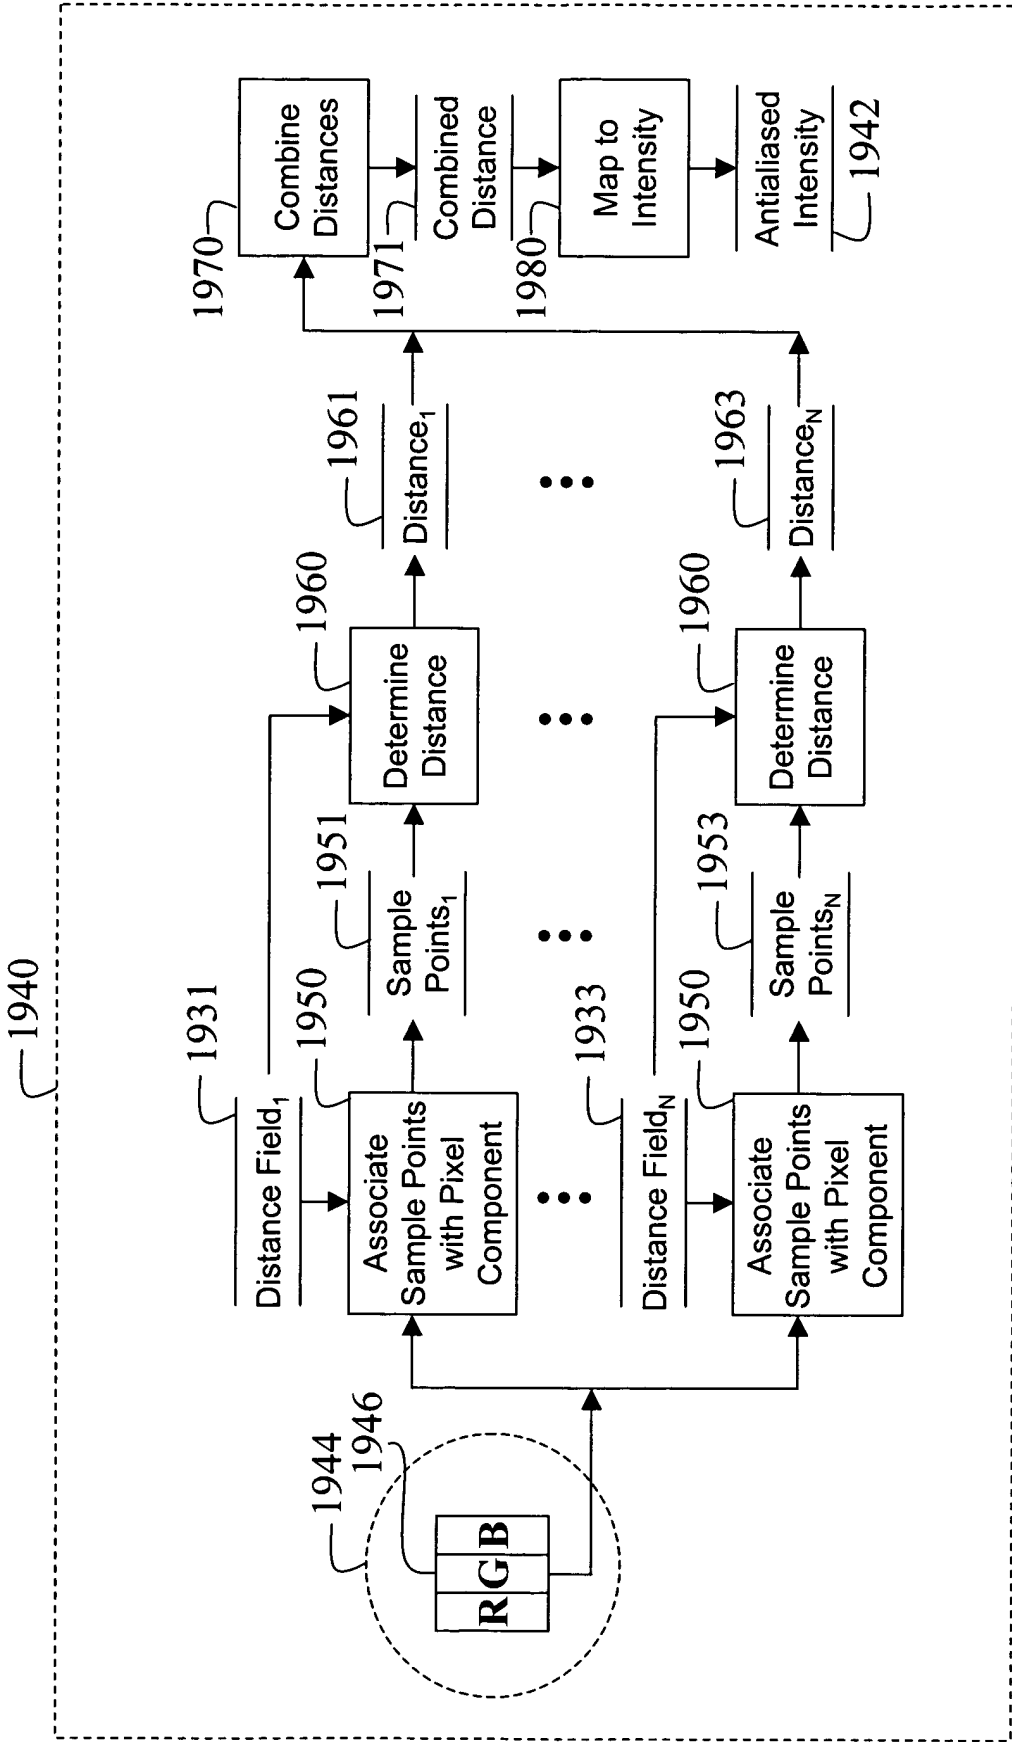 1940
1944
1946
R G B
1931
Distance Field1
1950
Associate
Sample Points
with Pixel
Component
1951
Sample
Points1
1960
Determine
Distance
1961
Distance1
1933
Distance FieldN
1950
Associate
Sample Points
with Pixel
Component
1953
Sample
PointsN
1960
Determine
Distance
1963
DistanceN
1970
Combine
Distances
1971
Combined
Distance
1980
Map to
Intensity
Antialiased
Intensity
1942